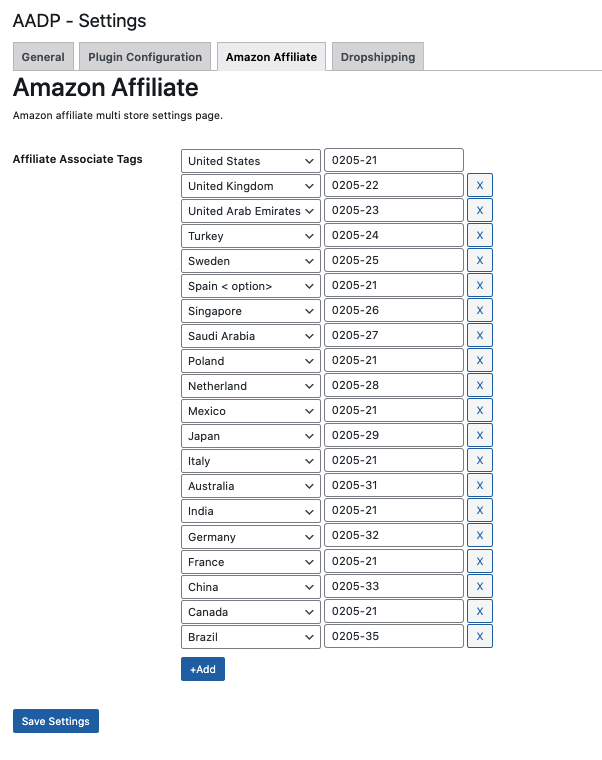 AADP - Settings
General Plugin Configuration Amazon Affiliate Dropshipping
Amazon Affiliate
Amazon affiliate multi store settings page.
Affiliate Associate Tags United States 0205-21
United Kingdom 0205-22 X
United Arab Emirates 0205-23 X
Turkey 0205-24 X
Sweden 0205-25 X
Spain < option> 0205-21 X
Singapore 0205-26 X
Saudi Arabia 0205-27 X
Poland 0205-21 X
Netherland 0205-28 X
Mexico 0205-21 X
Japan 0205-29 X
Italy 0205-21 X
Australia 0205-31 X
India 0205-21 X
Germany 0205-32 X
France 0205-21 X
China 0205-33 X
Canada 0205-21 X
Brazil 0205-35 X
+Add
Save Settings